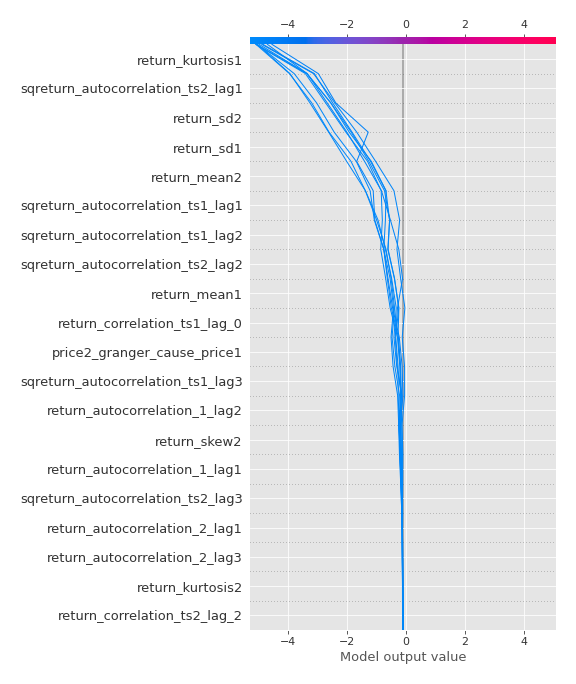 −4 −2 0 2 4
return_kurtosis1
sqreturn_autocorrelation_ts2_lag1
return_sd2
return_sd1
return_mean2
sqreturn_autocorrelation_ts1_lag1
sqreturn_autocorrelation_ts1_lag2
sqreturn_autocorrelation_ts2_lag2
return_mean1
return_correlation_ts1_lag_0
price2_granger_cause_price1
sqreturn_autocorrelation_ts1_lag3
return_autocorrelation_1_lag2
return_skew2
return_autocorrelation_1_lag1
sqreturn_autocorrelation_ts2_lag3
return_autocorrelation_2_lag1
return_autocorrelation_2_lag3
return_kurtosis2
return_correlation_ts2_lag_2
−4 −2 0 2 4
Model output value